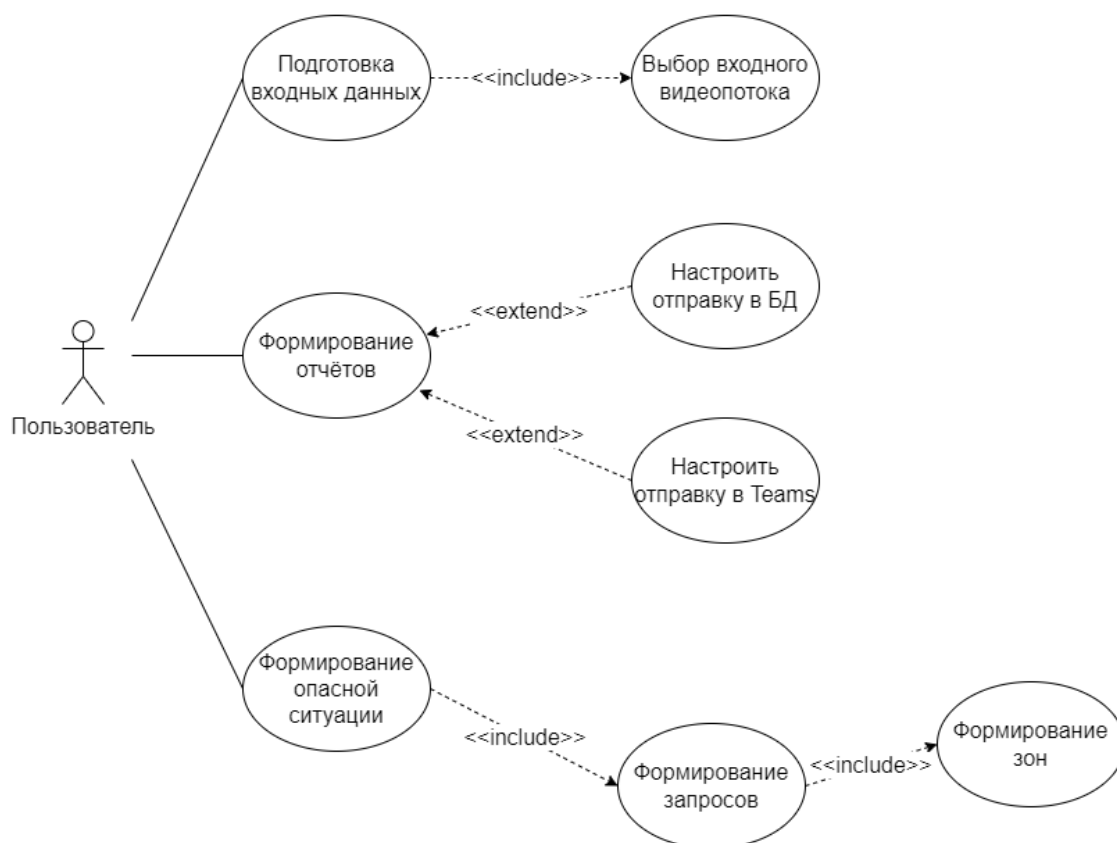 Подготовка
входных данных
<<include>>
Выбор входного
видеопотока
Настроить
отправку в БД
<<extend>>
Формирование
отчётов
Пользователь
<<extend>>
Настроить
отправку в Teams
Формирование
опасной
ситуации
<<include>>
Формирование
запросов
<<include>>
Формирование
зон